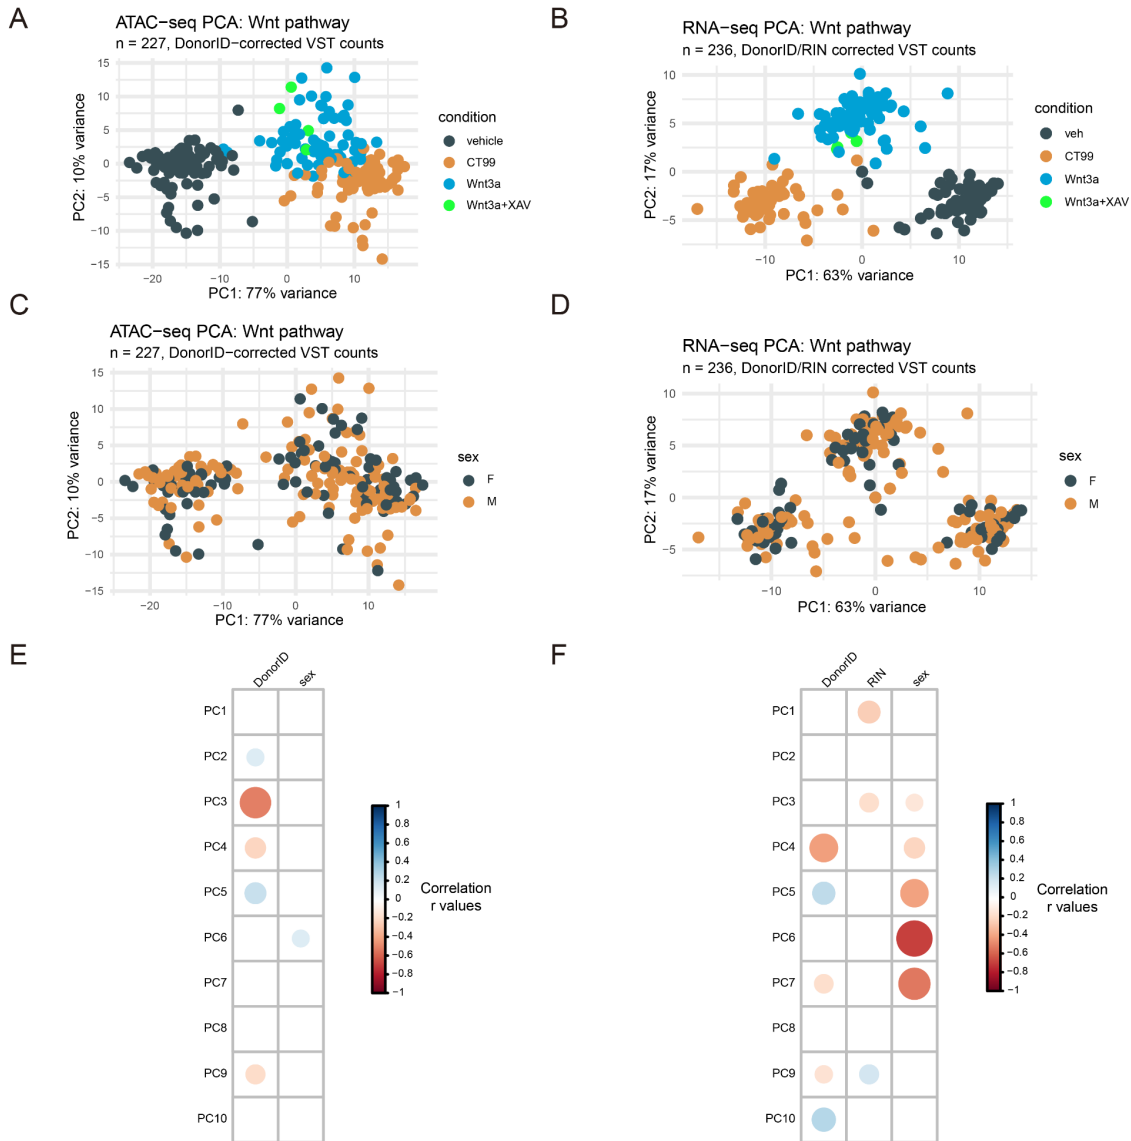 A
ATAC−seq PCA: Wnt pathway
n = 227, DonorID−corrected VST counts
PC2: 10% variance
15
10
5
0
−5
−10
−15
−20
−10
0
10
PC1: 77% variance
condition
vehicle
CT99
Wnt3a
Wnt3a+XAV
B
RNA−seq PCA: Wnt pathway
n = 236, DonorID/RIN corrected VST counts
PC2: 17% variance
10
5
0
−5
−10
0
10
PC1: 63% variance
condition
veh
CT99
Wnt3a
Wnt3a+XAV
C
ATAC−seq PCA: Wnt pathway
n = 227, DonorID−corrected VST counts
PC2: 10% variance
15
10
5
0
−5
−10
−15
−20
−10
0
10
PC1: 77% variance
sex
F
M
D
RNA−seq PCA: Wnt pathway
n = 236, DonorID/RIN corrected VST counts
PC2: 17% variance
10
5
0
−5
−10
0
10
PC1: 63% variance
sex
F
M
E
DonorID
sex
PC1
PC2
PC3
PC4
PC5
PC6
PC7
PC8
PC9
PC10
1
0.8
0.6
0.4
0.2
0
−0.2
−0.4
−0.6
−0.8
−1
Correlation
r values
F
DonorID
RIN
sex
PC1
PC2
PC3
PC4
PC5
PC6
PC7
PC8
PC9
PC10
1
0.8
0.6
0.4
0.2
0
−0.2
−0.4
−0.6
−0.8
−1
Correlation
r values